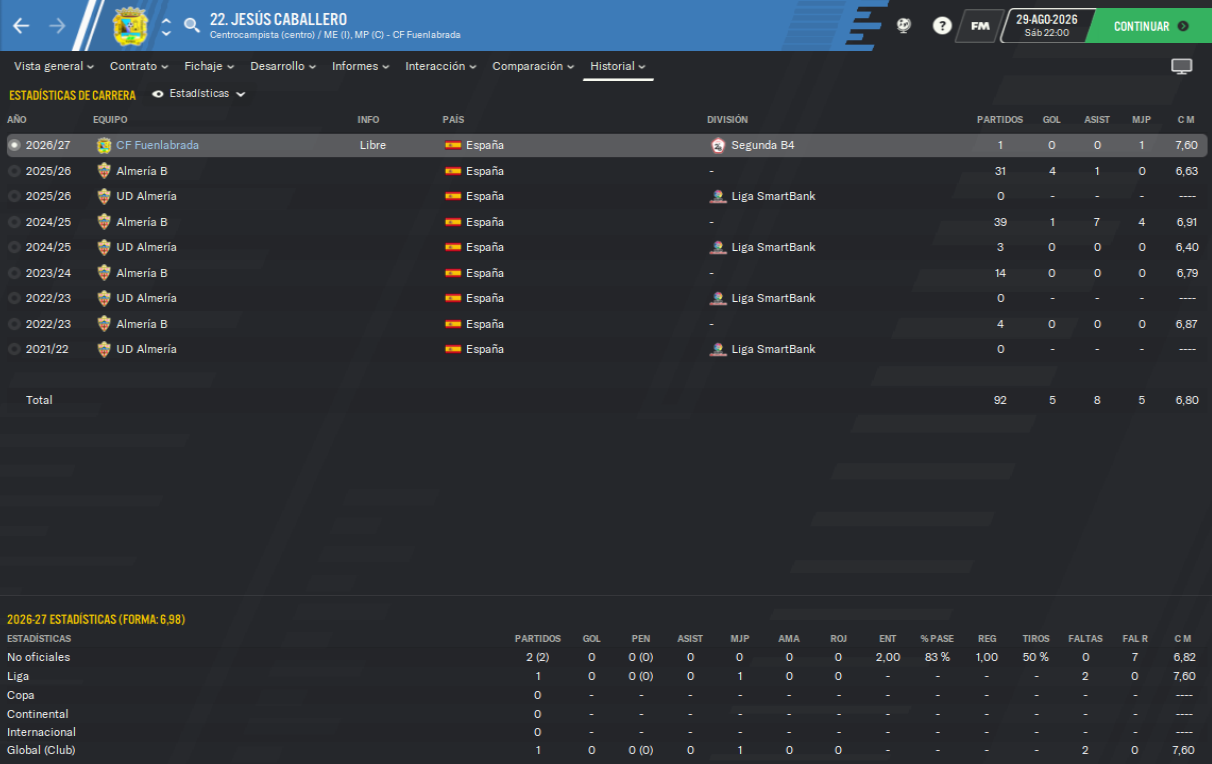 22. JESÚS CABALLERO
Centrocampista (centro) / ME (I), MP (C) - CF Fuenlabrada
? FM 29-AGO-2026 CONTINUAR
Sáb 22:00
Vista general Contrato Fichaje Desarrollo Informes Interacción Comparación Historial
ESTADÍSTICAS DE CARRERA Estadísticas
AÑO EQUIPO INFO PAÍS DIVISIÓN PARTIDOS GOL ASIST MJP C M
2026/27 CF Fuenlabrada Libre España Segunda B4 1 0 0 1 7,60
2025/26 Almería B España - 31 4 1 0 6,63
2025/26 UD Almería España Liga SmartBank 0 - - - ----
2024/25 Almería B España - 39 1 7 4 6,91
2024/25 UD Almería España Liga SmartBank 3 0 0 0 6,40
2023/24 Almería B España - 14 0 0 0 6,79
2022/23 UD Almería España Liga SmartBank 0 - - - ----
2022/23 Almería B España - 4 0 0 0 6,87
2021/22 UD Almería España Liga SmartBank 0 - - - ----
Total 92 5 8 5 6,80
2026-27 ESTADÍSTICAS (FORMA: 6,98)
ESTADÍSTICAS PARTIDOS GOL PEN ASIST MJP AMA ROJ ENT % PASE REG TIROS FALTAS FAL R C M
No oficiales 2 (2) 0 0 (0) 0 0 0 0 2,00 83 % 1,00 50 % 0 7 6,82
Liga 1 0 0 (0) 0 1 0 0 - - - - 2 0 7,60
Copa 0 - - - - - - - - - - - - ----
Continental 0 - - - - - - - - - - - - ----
Internacional 0 - - - - - - - - - - - - ----
Global (Club) 1 0 0 (0) 0 1 0 0 - - - - 2 0 7,60